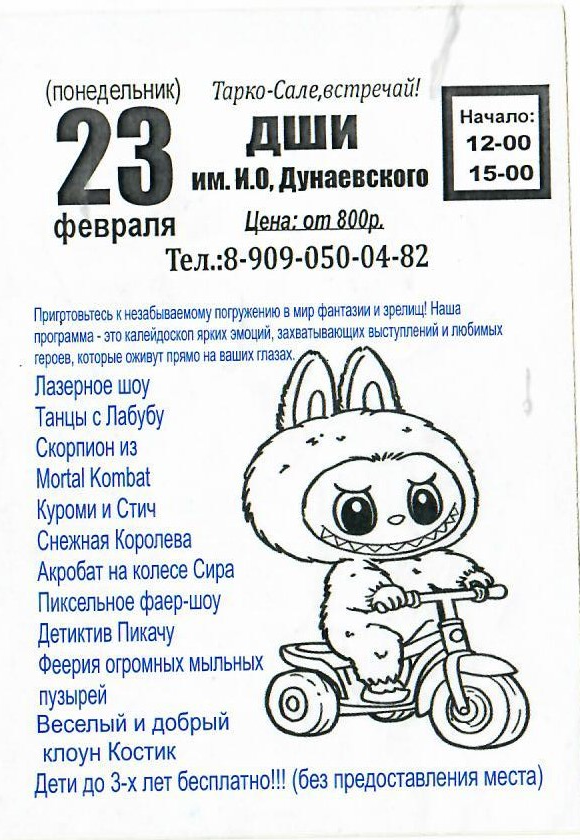 (понедельник)
23
февраля
Тарко-Сале,встречай!
ДШИ
им. И.О, Дунаевского
Цена: от 800р.
Начало:
12-00
15-00
Тел.:8-909-050-04-82
Приготовьтесь к незабываемому погружению в мир фантазии и зрелищ! Наша
программа - это калейдоскоп ярких эмоций, захватывающих выступлений и любимых
героев, которые оживут прямо на ваших глазах.
Лазерное шоу
Танцы с Лабубу
Скорпион из
Mortal Kombat
Куроми и Стич
Снежная Королева
Акробат на колесе Сира
Пиксельное фаер-шоу
Детиктив Пикачу
Феерия огромных мыльных
пузырей
Веселый и добрый
клоун Костик
Дети до 3-х лет бесплатно!!! (без предоставления места)